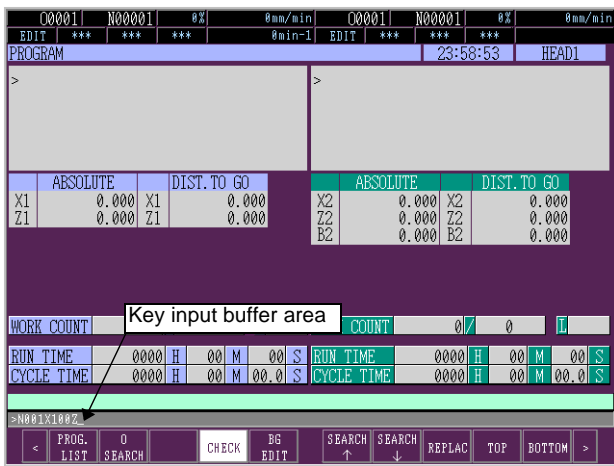 O0001 N00001 0% 0mm/min O0001 N00001 0% 0mm/min
EDIT *** *** *** 0min-1 EDIT *** *** ***
PROGRAM 23:58:53 HEAD1
> >
ABSOLUTE DIST.TO GO ABSOLUTE DIST.TO GO
X1 0.000 X1 0.000 X2 0.000 X2 0.000
Z1 0.000 Z1 0.000 Z2 0.000 Z2 0.000
B2 0.000 B2 0.000
Key input buffer area
WORK COUNT COUNT 0 / 0 L
RUN TIME 0000 H 00 M 00 S RUN TIME 0000 H 00 M 00 S
CYCLE TIME 0000 H 00 M 00.0 S CYCLE TIME 0000 H 00 M 00.0 S
>N001X100Z_
< PROG. LIST O SEARCH CHECK BG EDIT SEARCH ↑ SEARCH ↓ REPLAC TOP BOTTOM >